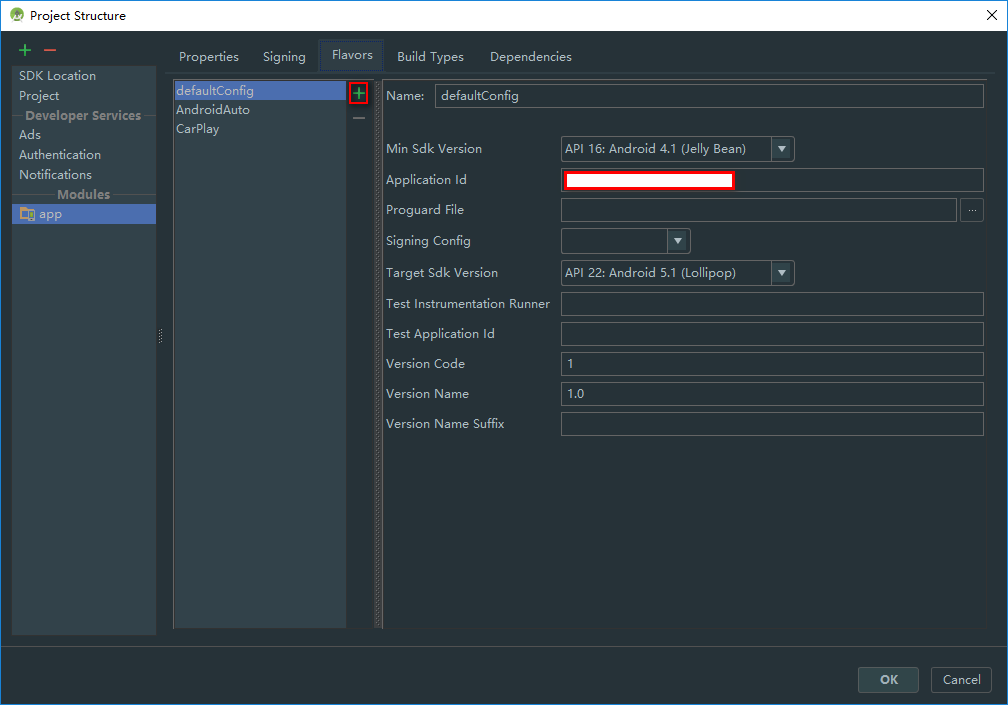 Project Structure
SDK Location
Project
Developer Services
Ads
Authentication
Notifications
Modules
app
Properties Signing Flavors Build Types Dependencies
defaultConfig
AndroidAuto
CarPlay
Name: defaultConfig
Min Sdk Version API 16: Android 4.1 (Jelly Bean)
Application Id
Proguard File ...
Signing Config
Target Sdk Version API 22: Android 5.1 (Lollipop)
Test Instrumentation Runner
Test Application Id
Version Code 1
Version Name 1.0
Version Name Suffix
OK Cancel